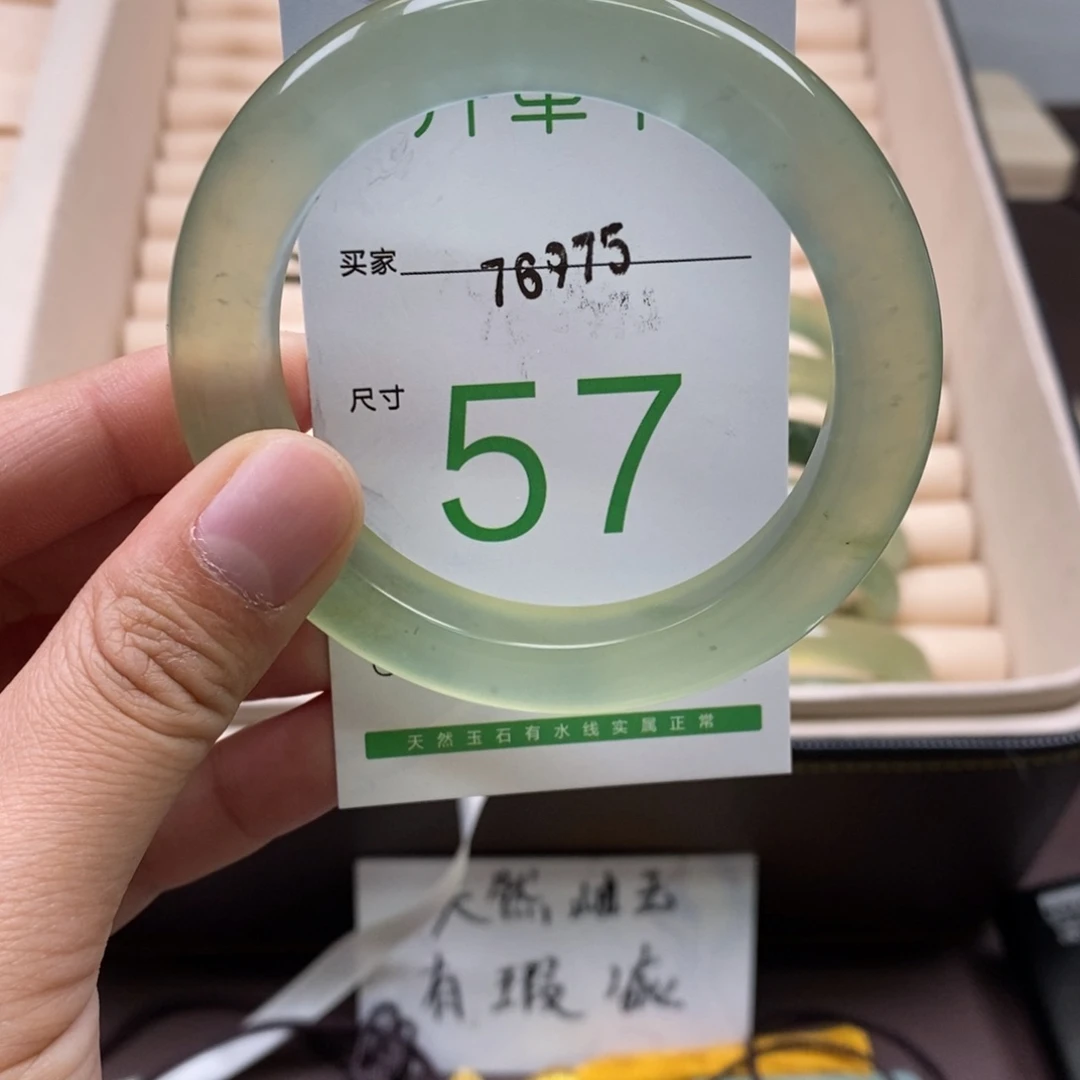 买家 76975
尺寸 57
天然玉石有水线实属正常
天然 玉
有瑕疵